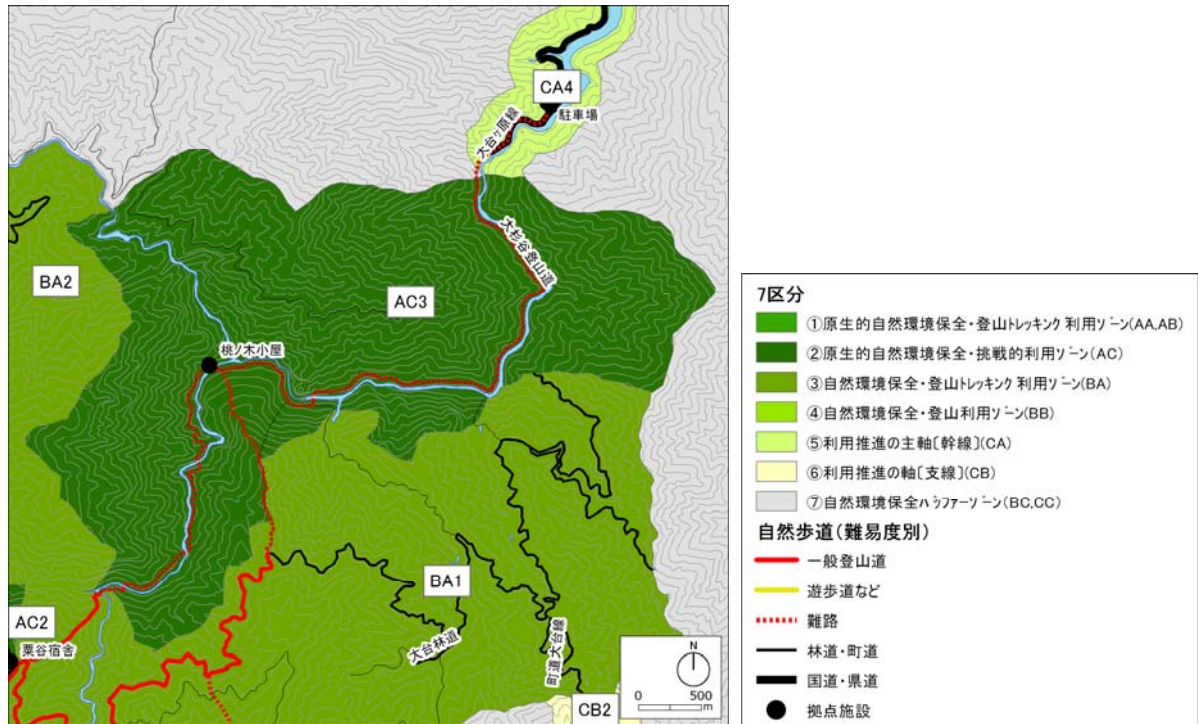 CA4
駐車場
大台ヶ原線
大杉谷登山道
BA2
AC3
桃ノ木小屋
BA1
AC2
粟谷宿舎
大台林道
町道大台線
CB2
N
0 500
m
7区分
①原生的自然環境保全・登山トレッキング利用ゾーン(AA,AB)
②原生的自然環境保全・挑戦的利用ゾーン(AC)
③自然環境保全・登山トレッキング利用ゾーン(BA)
④自然環境保全・登山利用ゾーン(BB)
⑤利用推進の主軸〔幹線〕(CA)
⑥利用推進の軸〔支線〕(CB)
⑦自然環境保全バッファーゾーン(BC,CC)
自然歩道(難易度別)
一般登山道
遊歩道など
難路
林道・町道
国道・県道
拠点施設